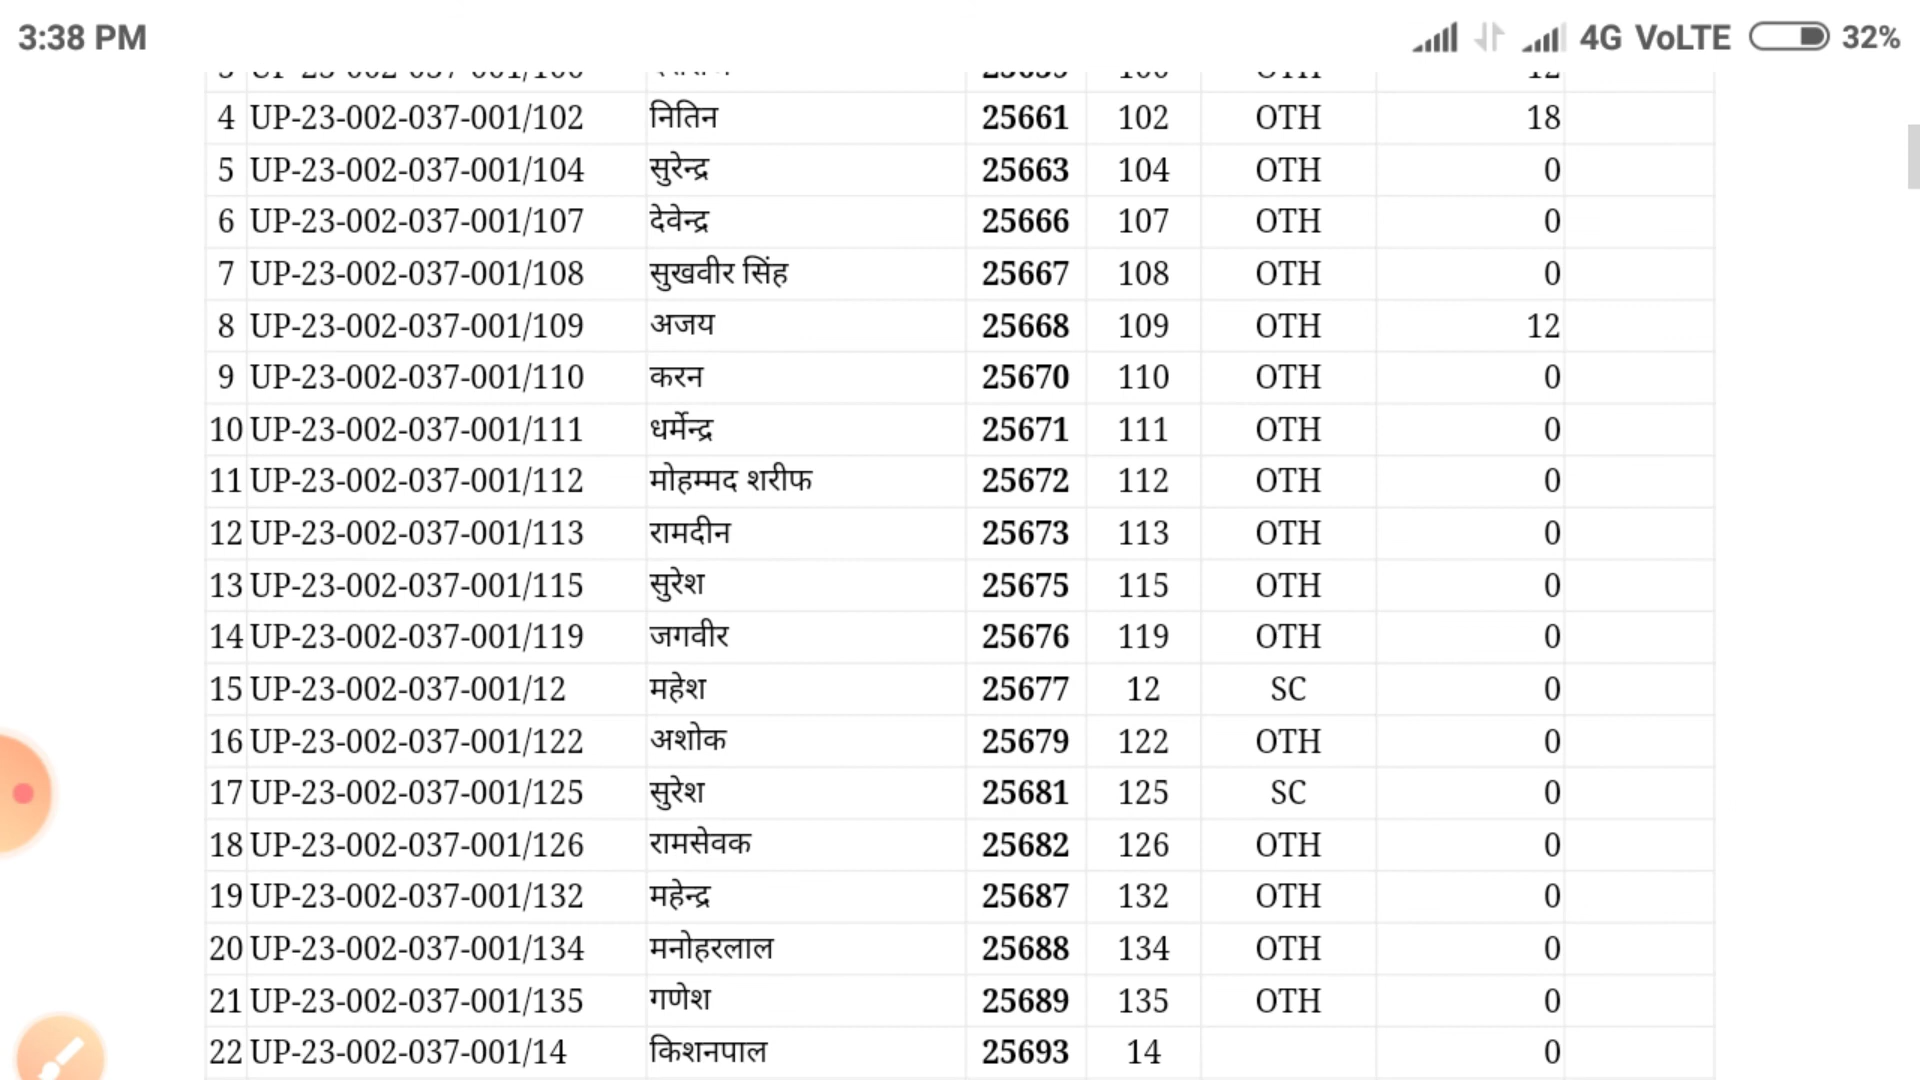 3:38 PM 4G VoLTE 32%
4 UP-23-002-037-001/102 नितिन 25661 102 OTH 18
5 UP-23-002-037-001/104 सुरेन्द्र 25663 104 OTH 0
6 UP-23-002-037-001/107 देवेन्द्र 25666 107 OTH 0
7 UP-23-002-037-001/108 सुखवीर सिंह 25667 108 OTH 0
8 UP-23-002-037-001/109 अजय 25668 109 OTH 12
9 UP-23-002-037-001/110 करन 25670 110 OTH 0
10 UP-23-002-037-001/111 धर्मेन्द्र 25671 111 OTH 0
11 UP-23-002-037-001/112 मोहम्मद शरीफ 25672 112 OTH 0
12 UP-23-002-037-001/113 रामदीन 25673 113 OTH 0
13 UP-23-002-037-001/115 सुरेश 25675 115 OTH 0
14 UP-23-002-037-001/119 जगवीर 25676 119 OTH 0
15 UP-23-002-037-001/12 महेश 25677 12 SC 0
16 UP-23-002-037-001/122 अशोक 25679 122 OTH 0
17 UP-23-002-037-001/125 सुरेश 25681 125 SC 0
18 UP-23-002-037-001/126 रामसेवक 25682 126 OTH 0
19 UP-23-002-037-001/132 महेन्द्र 25687 132 OTH 0
20 UP-23-002-037-001/134 मनोहरलाल 25688 134 OTH 0
21 UP-23-002-037-001/135 गणेश 25689 135 OTH 0
22 UP-23-002-037-001/14 किशनपाल 25693 14 0